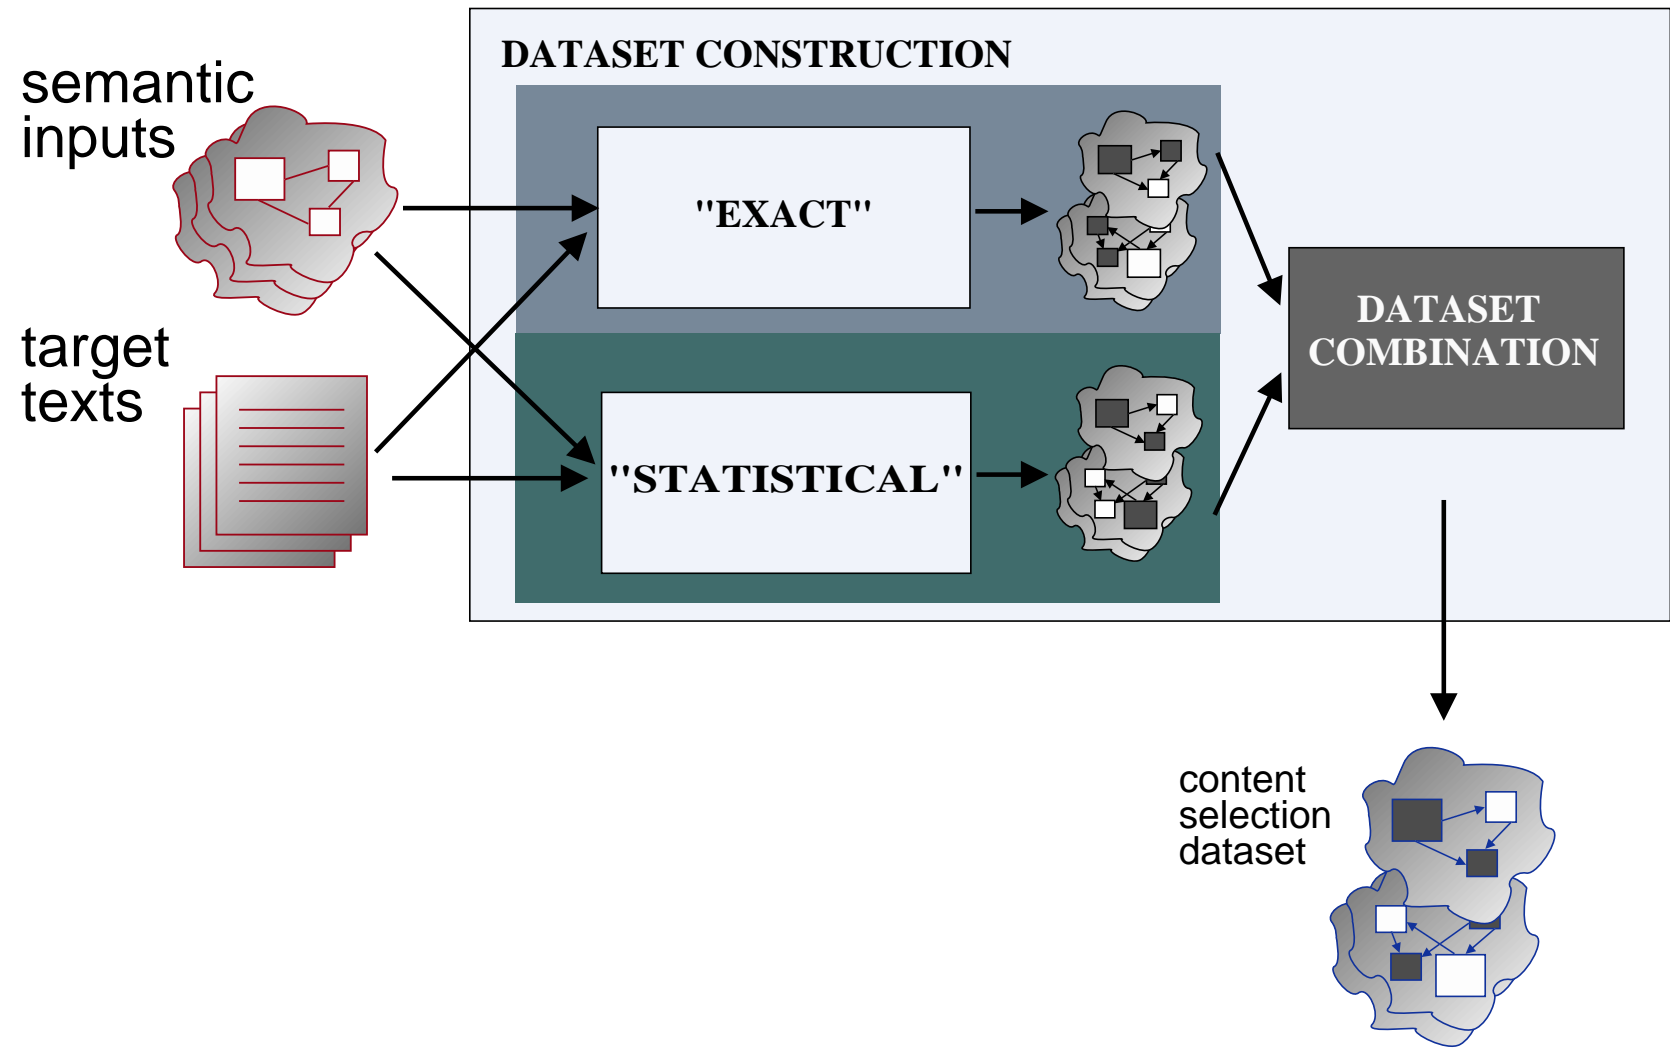 DATASET CONSTRUCTION
semantic
inputs
"EXACT"
DATASET
COMBINATION
target
texts
"STATISTICAL"
content
selection
dataset